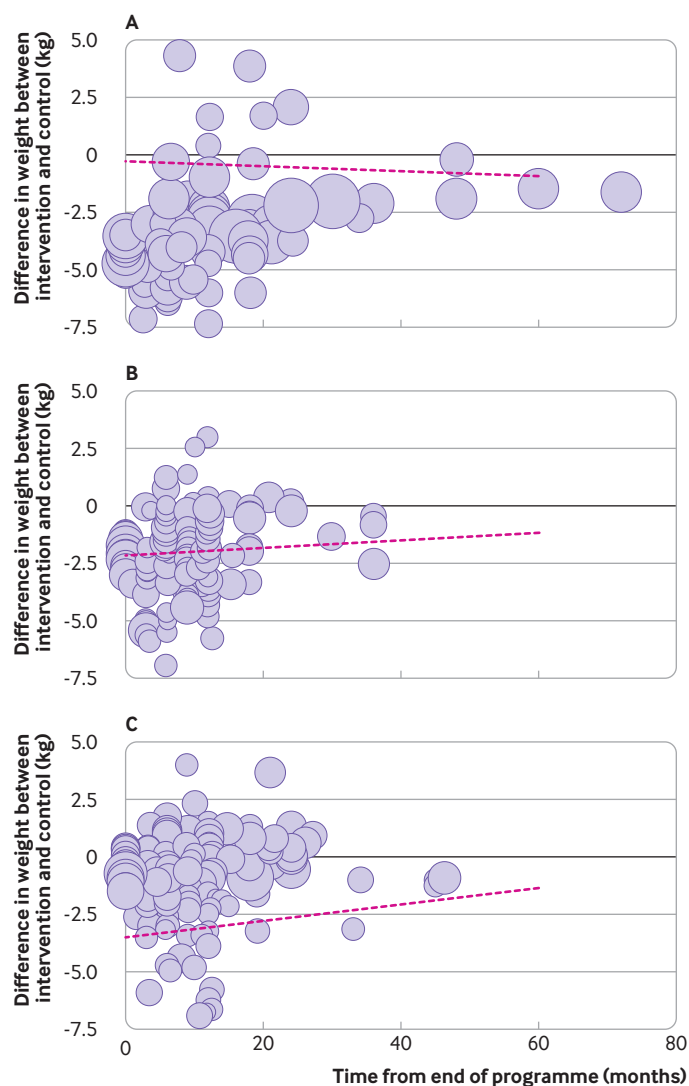 A
Difference in weight between
intervention and control (kg)
5.0
2.5
0
-2.5
-5.0
-7.5
B
Difference in weight between
intervention and control (kg)
5.0
2.5
0
-2.5
-5.0
-7.5
C
Difference in weight between
intervention and control (kg)
5.0
2.5
0
-2.5
-5.0
-7.5
0 20 40 60 80
Time from end of programme (months)